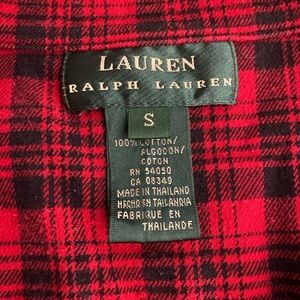 LAUREN
RALPH LAUREN
S
100% COTTON/
ALGODON/
COTON
RN 54050
CA 08349
MADE IN THAILAND
HECHO EN TAILANDIA
FABRIQUE EN
THAILANDE